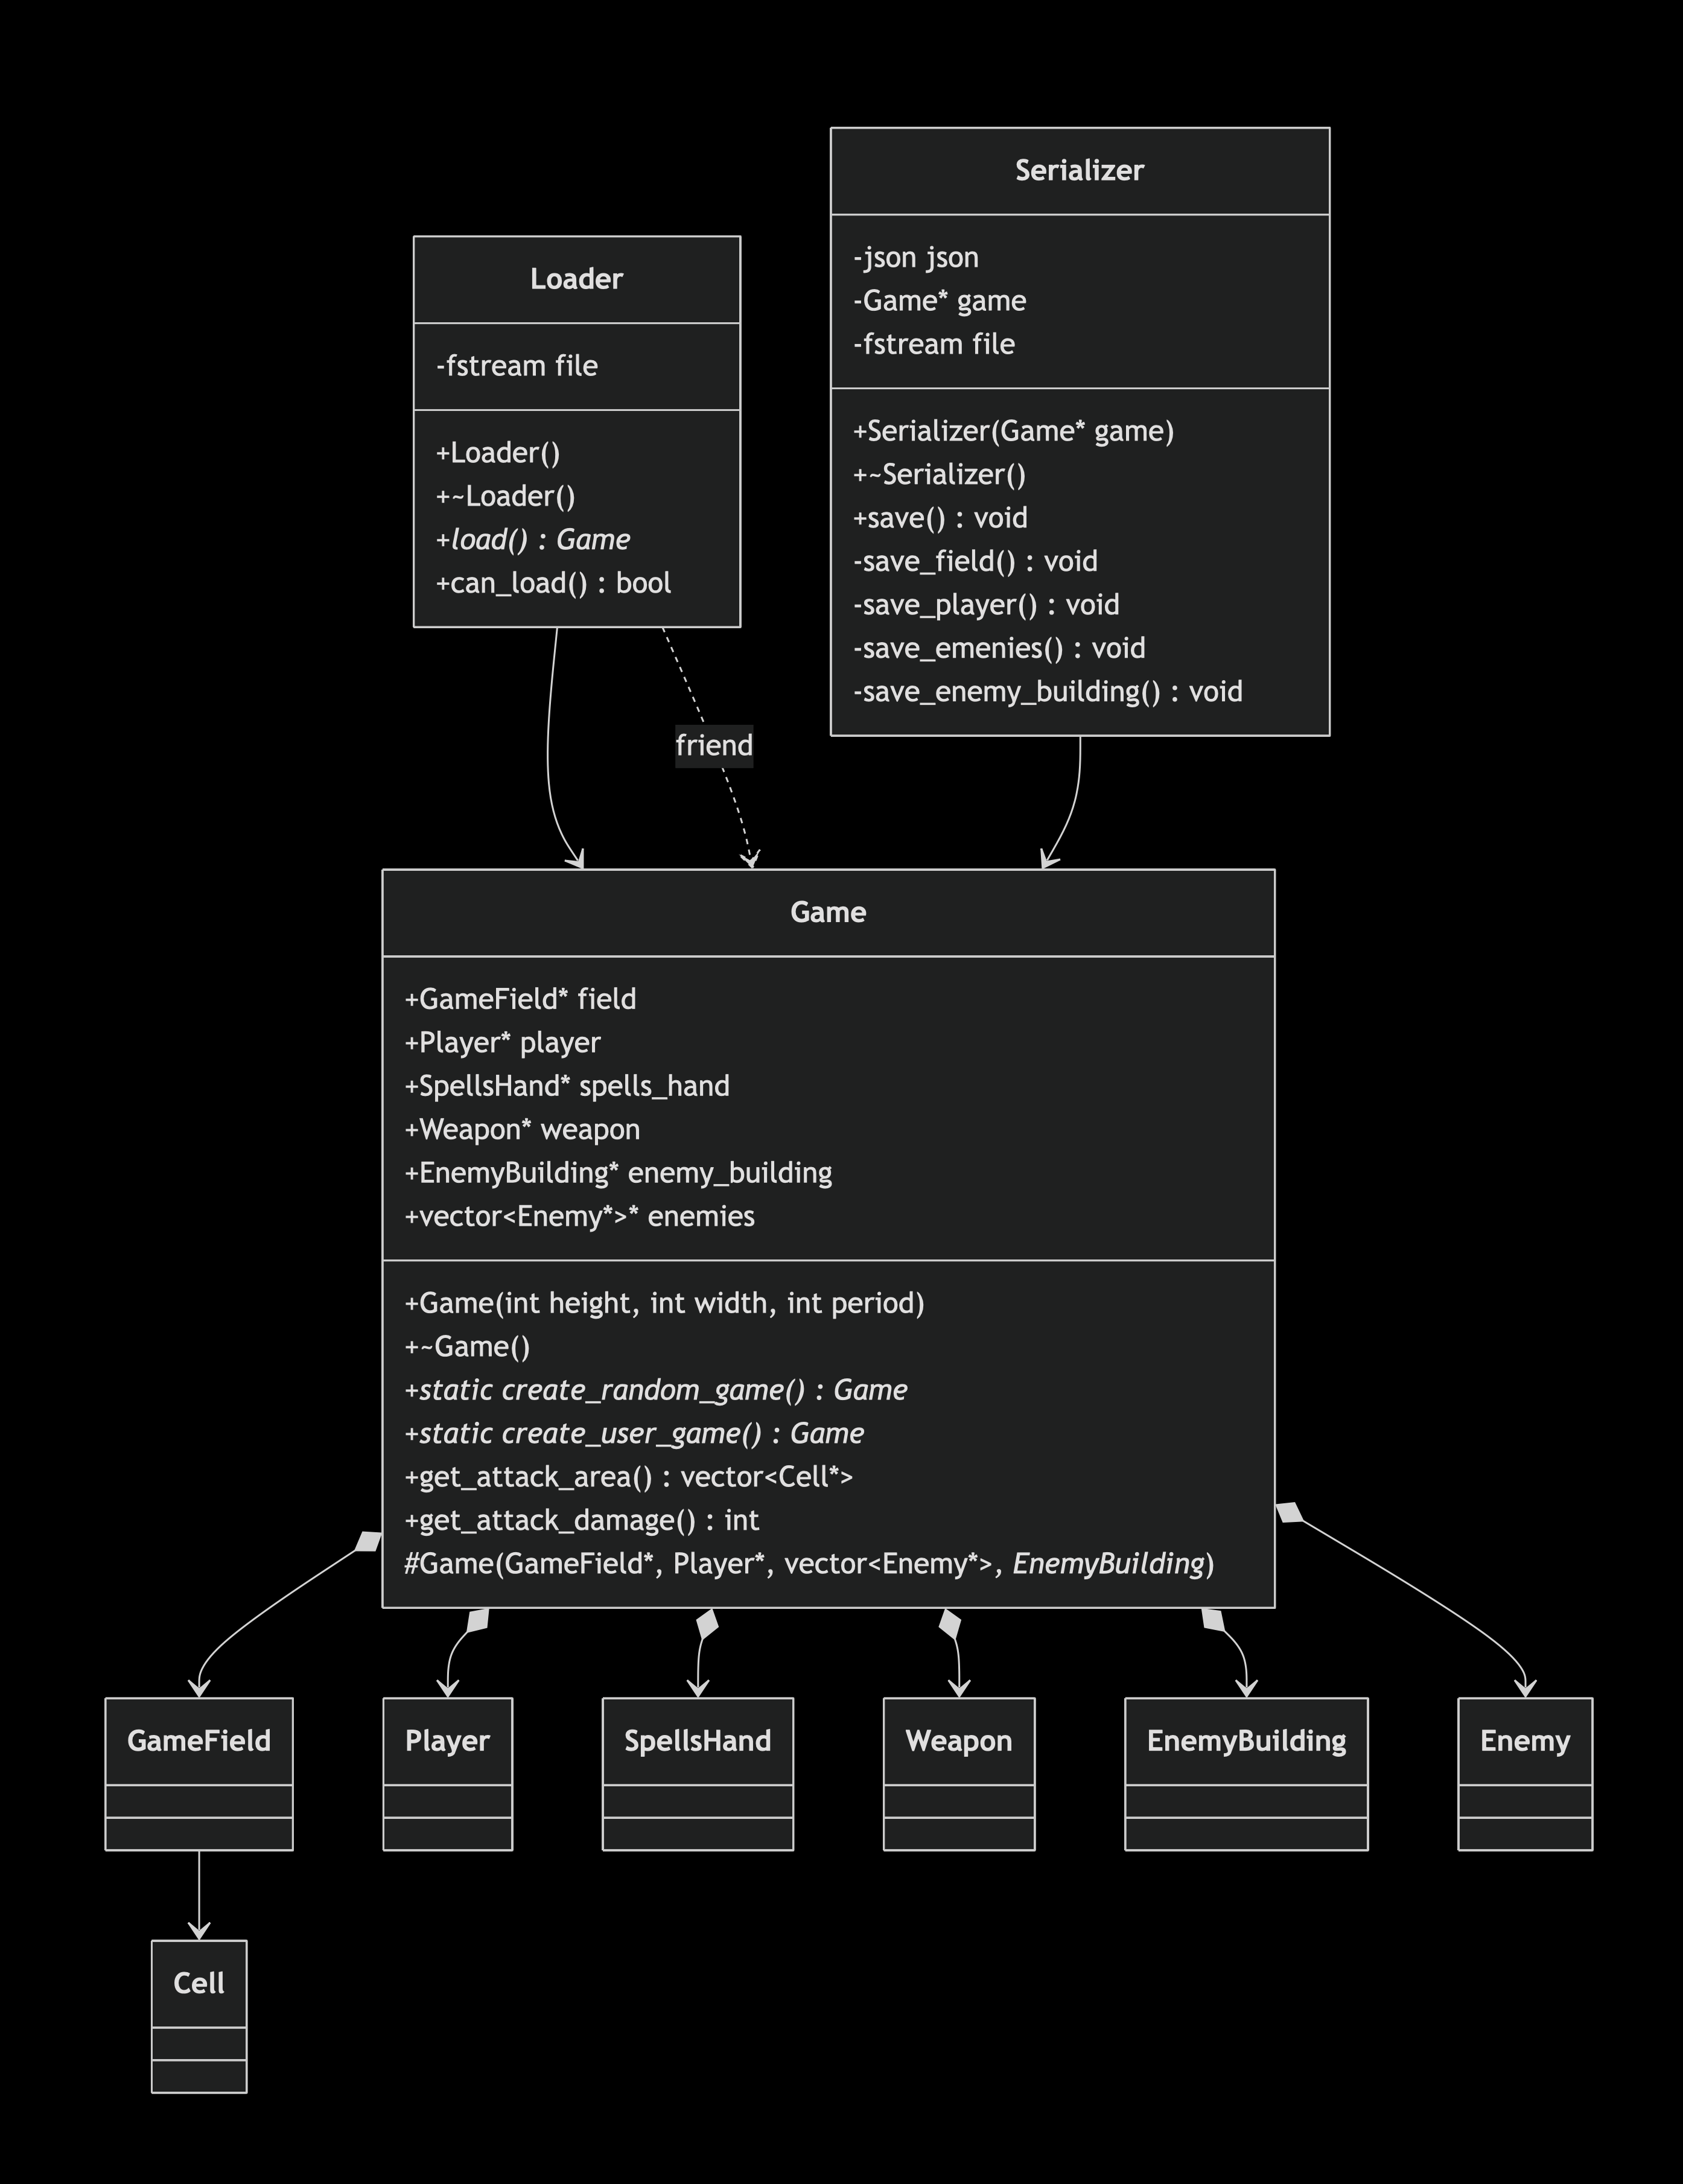 Serializer
-json json
-Game* game
-fstream file
+Serializer(Game* game)
+~Serializer()
+save() : void
-save_field() : void
-save_player() : void
-save_emenies() : void
-save_enemy_building() : void
Loader
-fstream file
+Loader()
+~Loader()
+load() : Game
+can_load() : bool
friend
Game
+GameField* field
+Player* player
+SpellsHand* spells_hand
+Weapon* weapon
+EnemyBuilding* enemy_building
+vector<Enemy*>* enemies
+Game(int height, int width, int period)
+~Game()
+static create_random_game() : Game
+static create_user_game() : Game
+get_attack_area() : vector<Cell*>
+get_attack_damage() : int
#Game(GameField*, Player*, vector<Enemy*>, EnemyBuilding)
GameField
Player
SpellsHand
Weapon
EnemyBuilding
Enemy
Cell